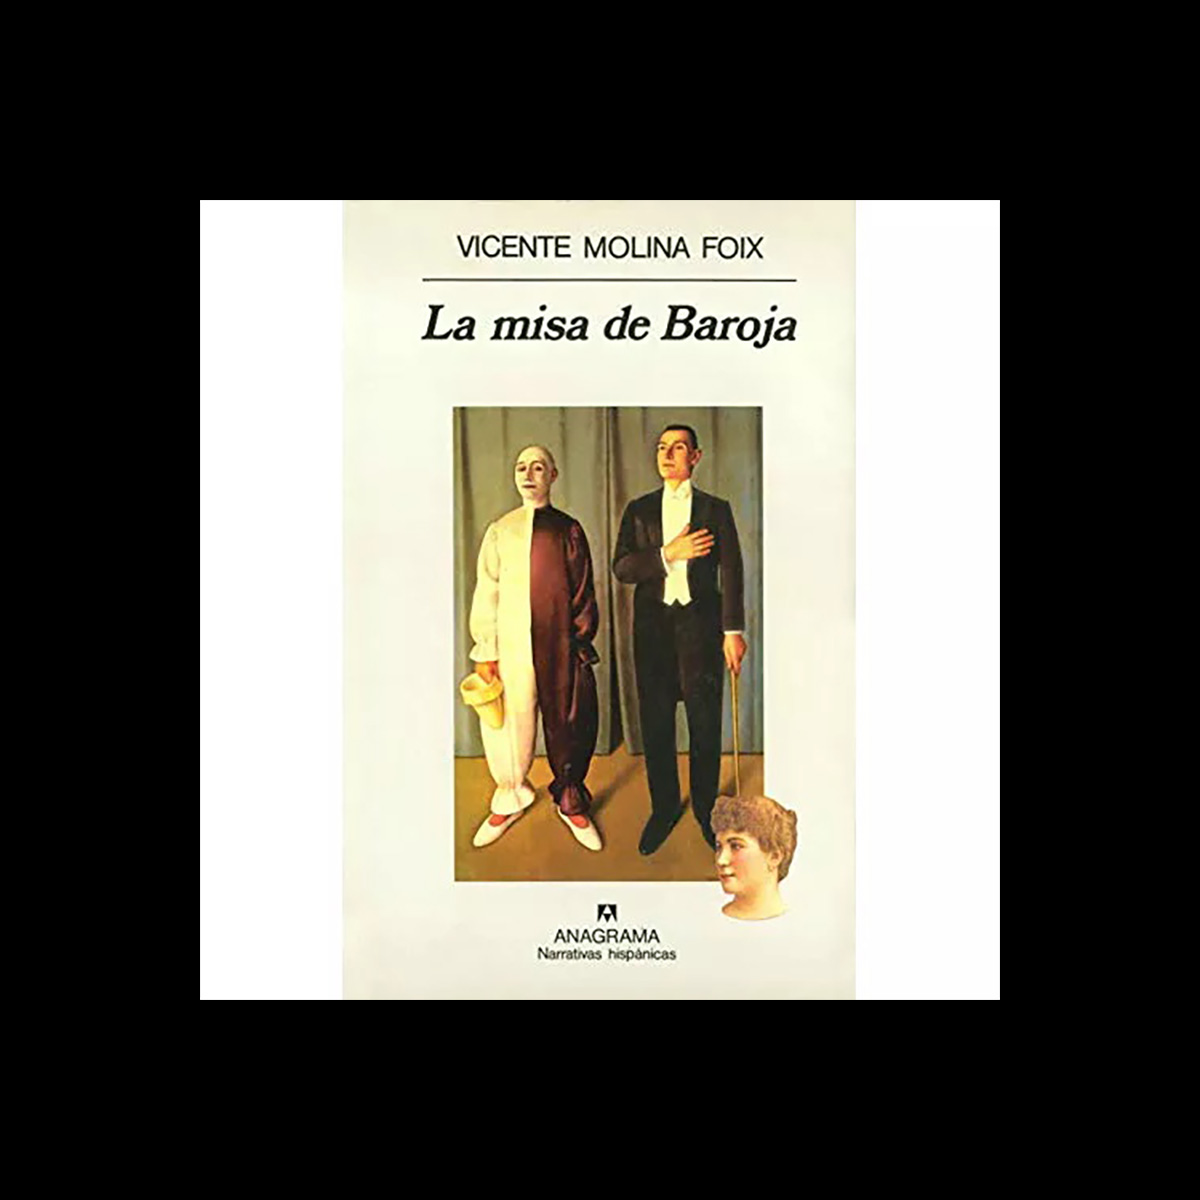 VICENTE MOLINA FOIX
La misa de Baroja
ANAGRAMA
Narrativas hispánicas